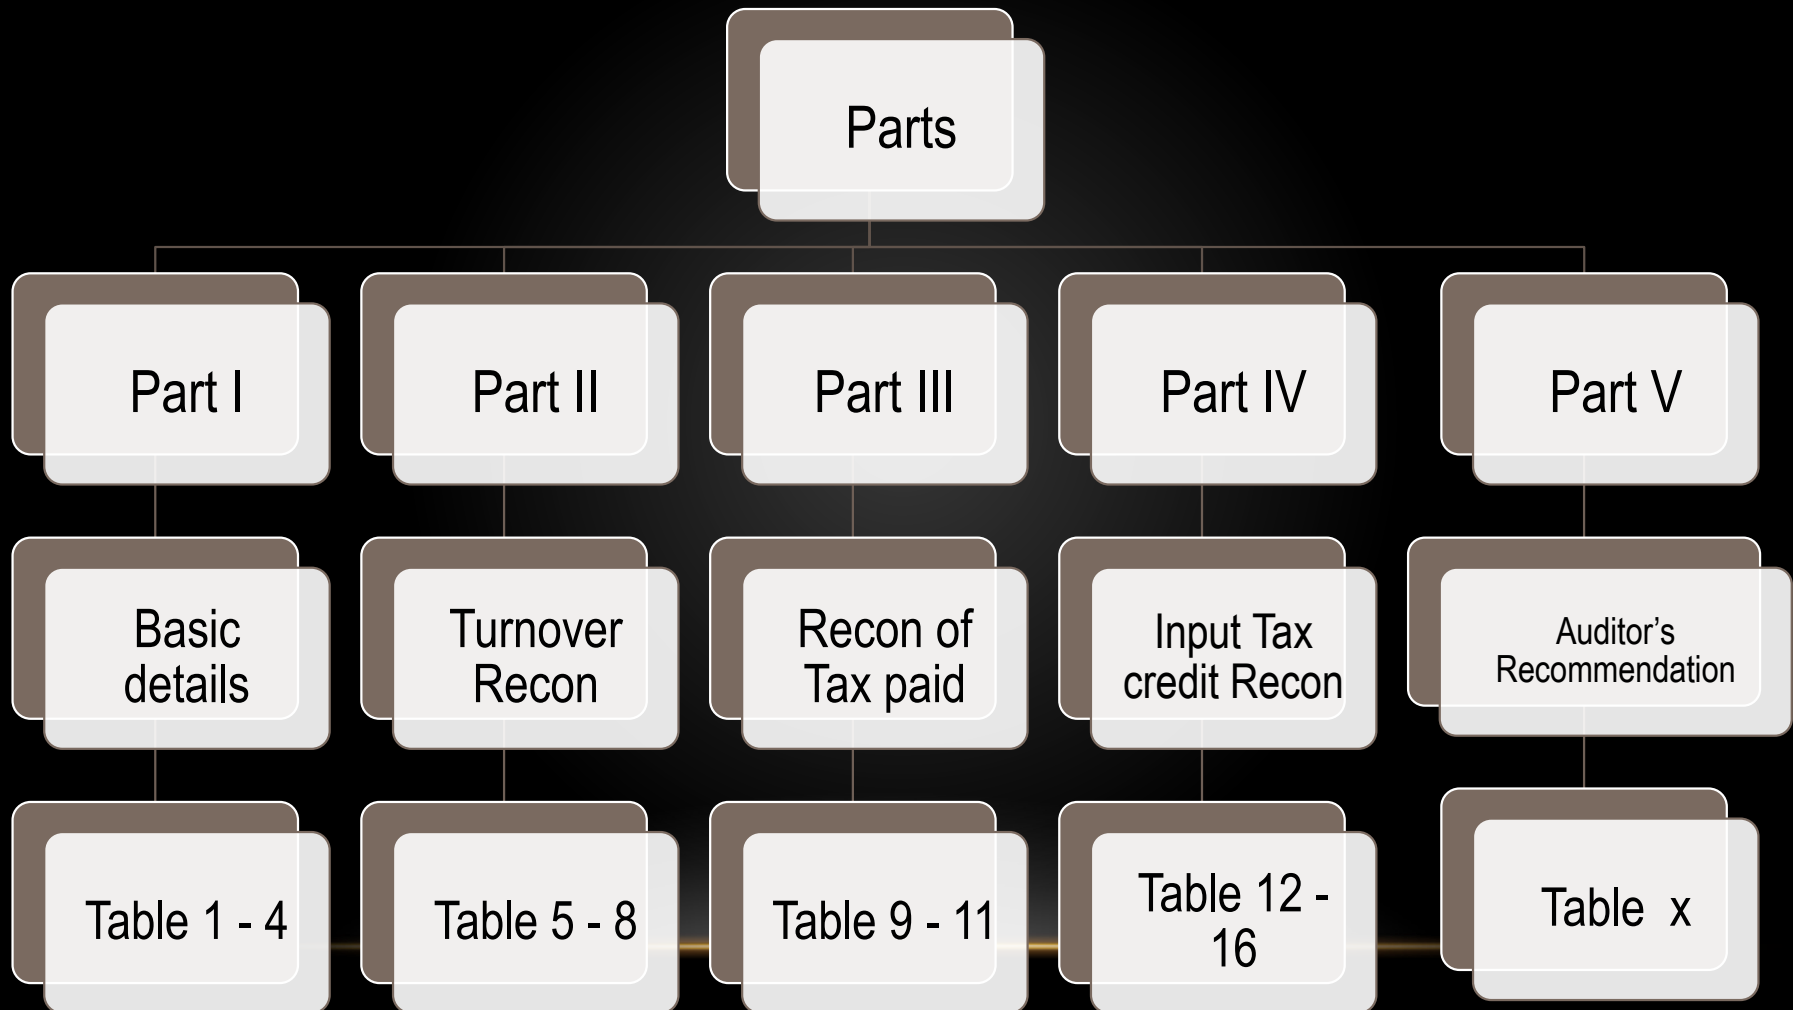 Parts
Part I
Part II
Part III
Part IV
Part V
Basic
details
Turnover
Recon
Recon of
Tax paid
Input Tax
credit Recon
Auditor’s
Recommendation
Table 1 - 4
Table 5 - 8
Table 9 - 11
Table 12 -
16
Table x